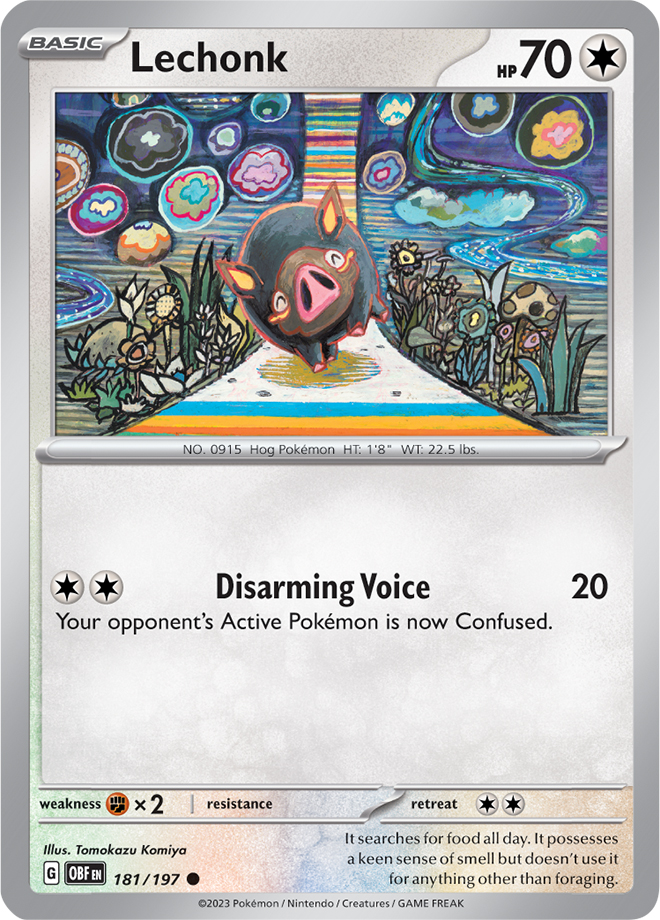 BASIC Lechonk HP 70
NO. 0915 Hog Pokémon HT: 1'8" WT: 22.5 lbs.
Disarming Voice 20
Your opponent's Active Pokémon is now Confused.
weakness ×2 resistance retreat
Illus. Tomokazu Komiya
G OBF EN 181/197
It searches for food all day. It possesses
a keen sense of smell but doesn't use it
for anything other than foraging.
©2023 Pokémon / Nintendo / Creatures / GAME FREAK